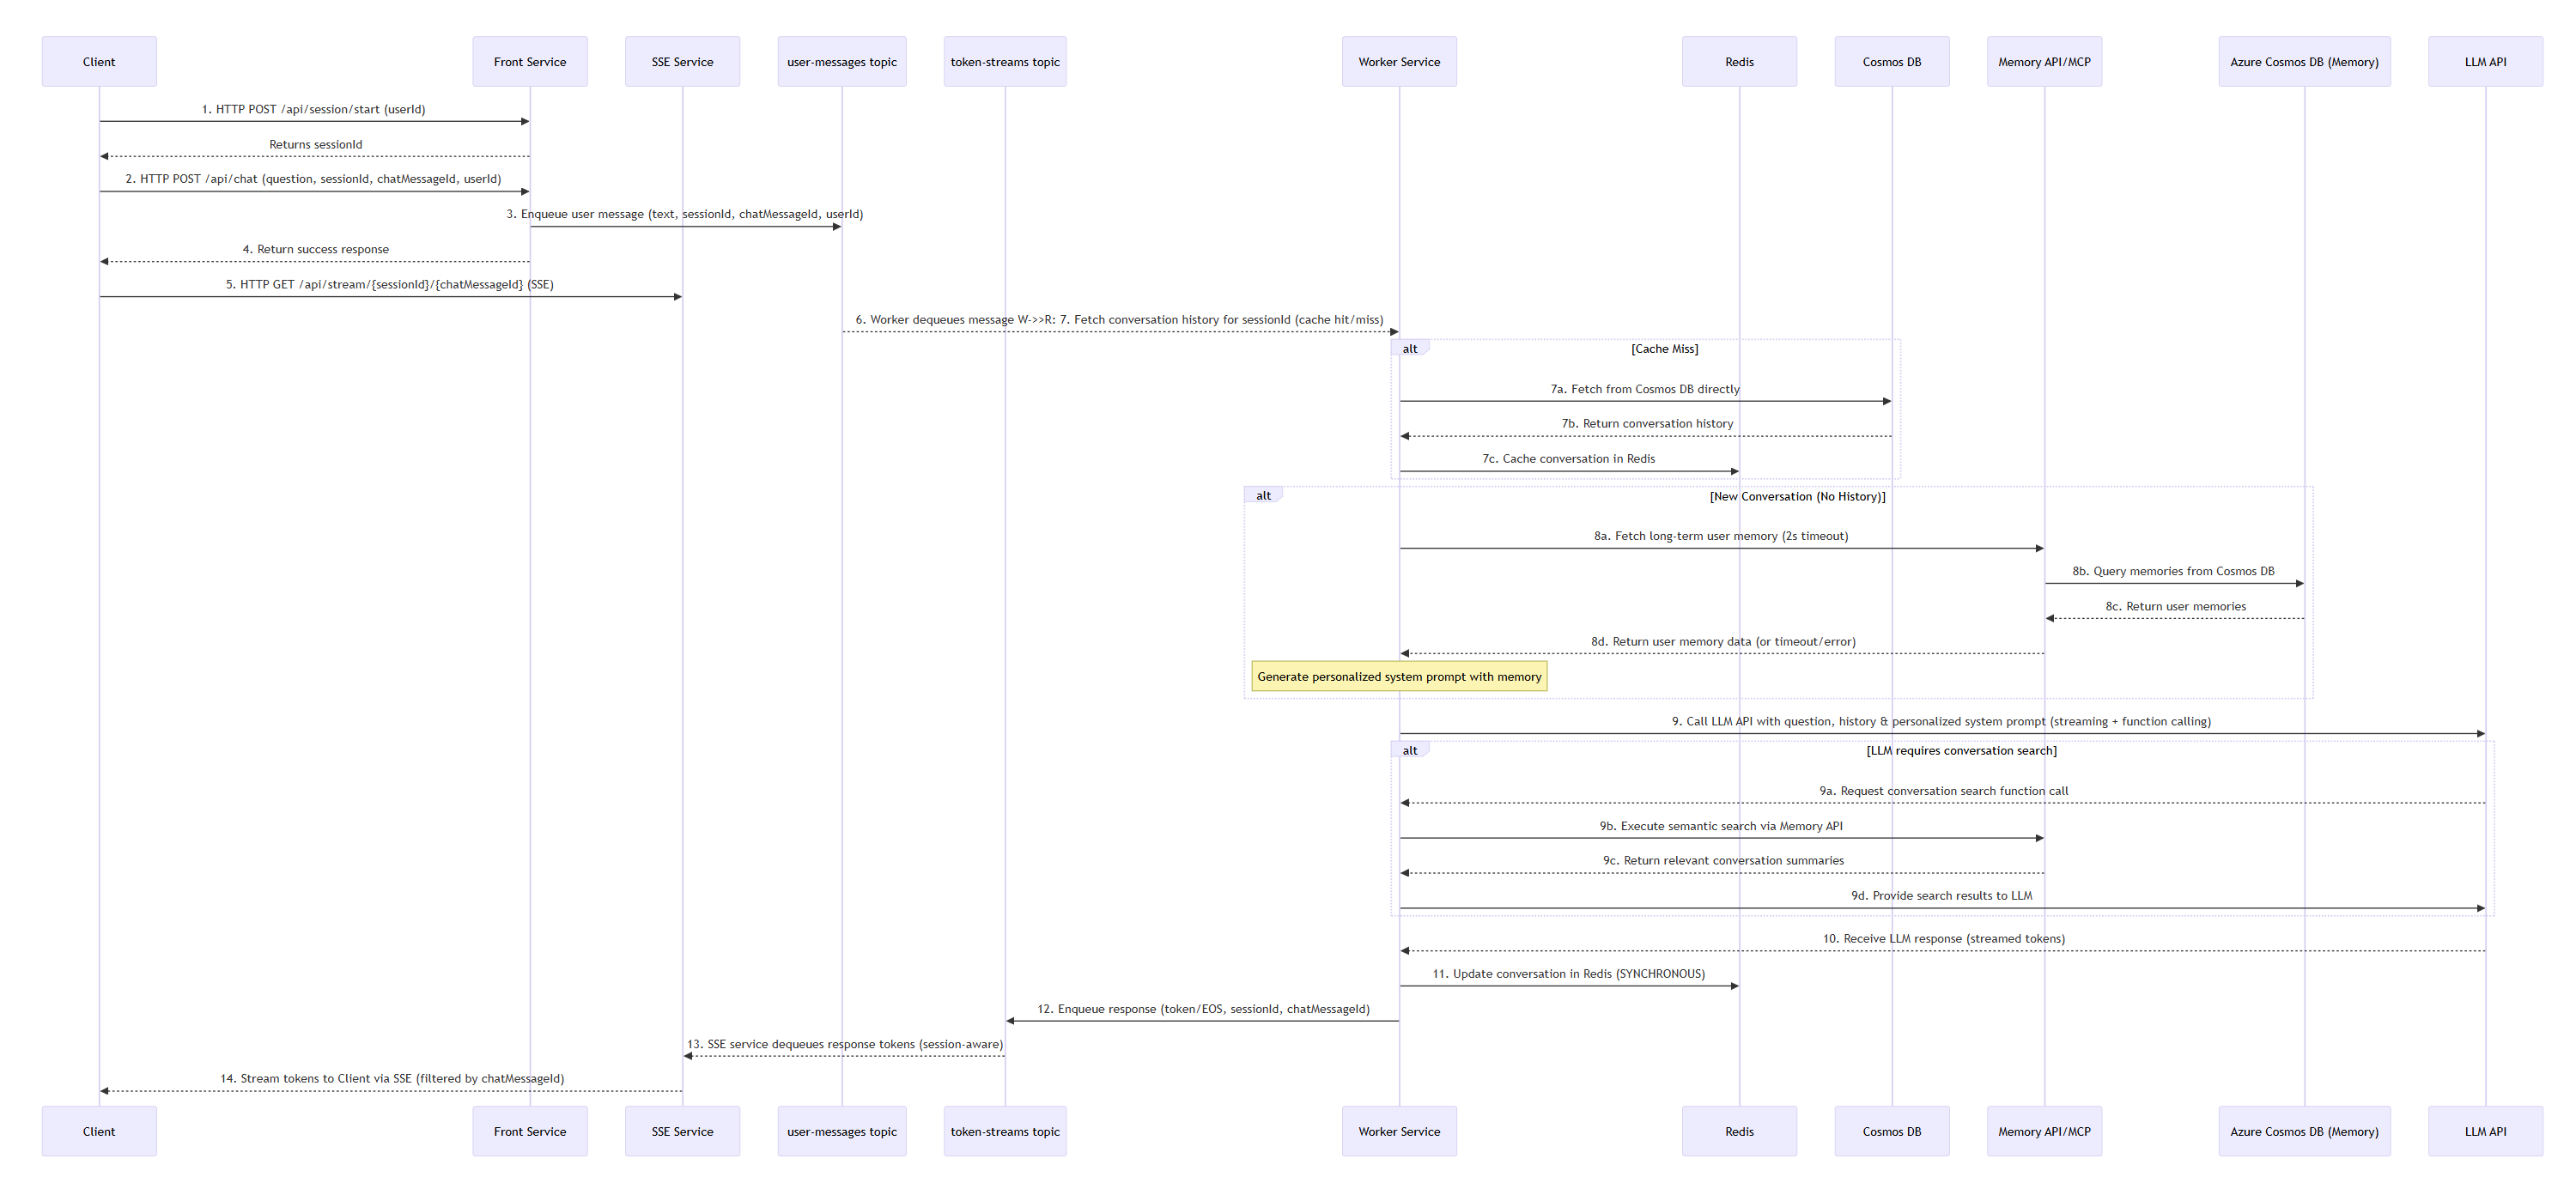 Client
Front Service
SSE Service
user-messages topic
token-streams topic
Worker Service
Redis
Cosmos DB
Memory API/MCP
Azure Cosmos DB (Memory)
LLM API
1. HTTP POST /api/session/start (userId)
Returns sessionId
2. HTTP POST /api/chat (question, sessionId, chatMessageId, userId)
3. Enqueue user message (text, sessionId, chatMessageId, userId)
4. Return success response
5. HTTP GET /api/stream/{sessionId}/{chatMessageId} (SSE)
6. Worker dequeues message W->>R: 7. Fetch conversation history for sessionId (cache hit/miss)
alt
[Cache Miss]
7a. Fetch from Cosmos DB directly
7b. Return conversation history
7c. Cache conversation in Redis
alt
[New Conversation (No History)]
8a. Fetch long-term user memory (2s timeout)
8b. Query memories from Cosmos DB
8c. Return user memories
8d. Return user memory data (or timeout/error)
Generate personalized system prompt with memory
9. Call LLM API with question, history & personalized system prompt (streaming + function calling)
alt
[LLM requires conversation search]
9a. Request conversation search function call
9b. Execute semantic search via Memory API
9c. Return relevant conversation summaries
9d. Provide search results to LLM
10. Receive LLM response (streamed tokens)
11. Update conversation in Redis (SYNCHRONOUS)
12. Enqueue response (token/EOS, sessionId, chatMessageId)
13. SSE service dequeues response tokens (session-aware)
14. Stream tokens to Client via SSE (filtered by chatMessageId)
Client
Front Service
SSE Service
user-messages topic
token-streams topic
Worker Service
Redis
Cosmos DB
Memory API/MCP
Azure Cosmos DB (Memory)
LLM API